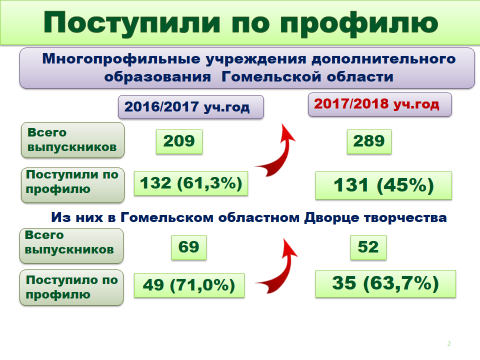 Поступили по профилю
Многопрофильные учреждения дополнительного
образования Гомельской области
2016/2017 уч.год
2017/2018 уч.год
Всего
выпускников
209
289
Поступили по
профилю
132 (61,3%)
131 (45%)
Из них в Гомельском областном Дворце творчества
Всего
выпускников
69
52
Поступило по
профилю
49 (71,0%)
35 (63,7%)
2